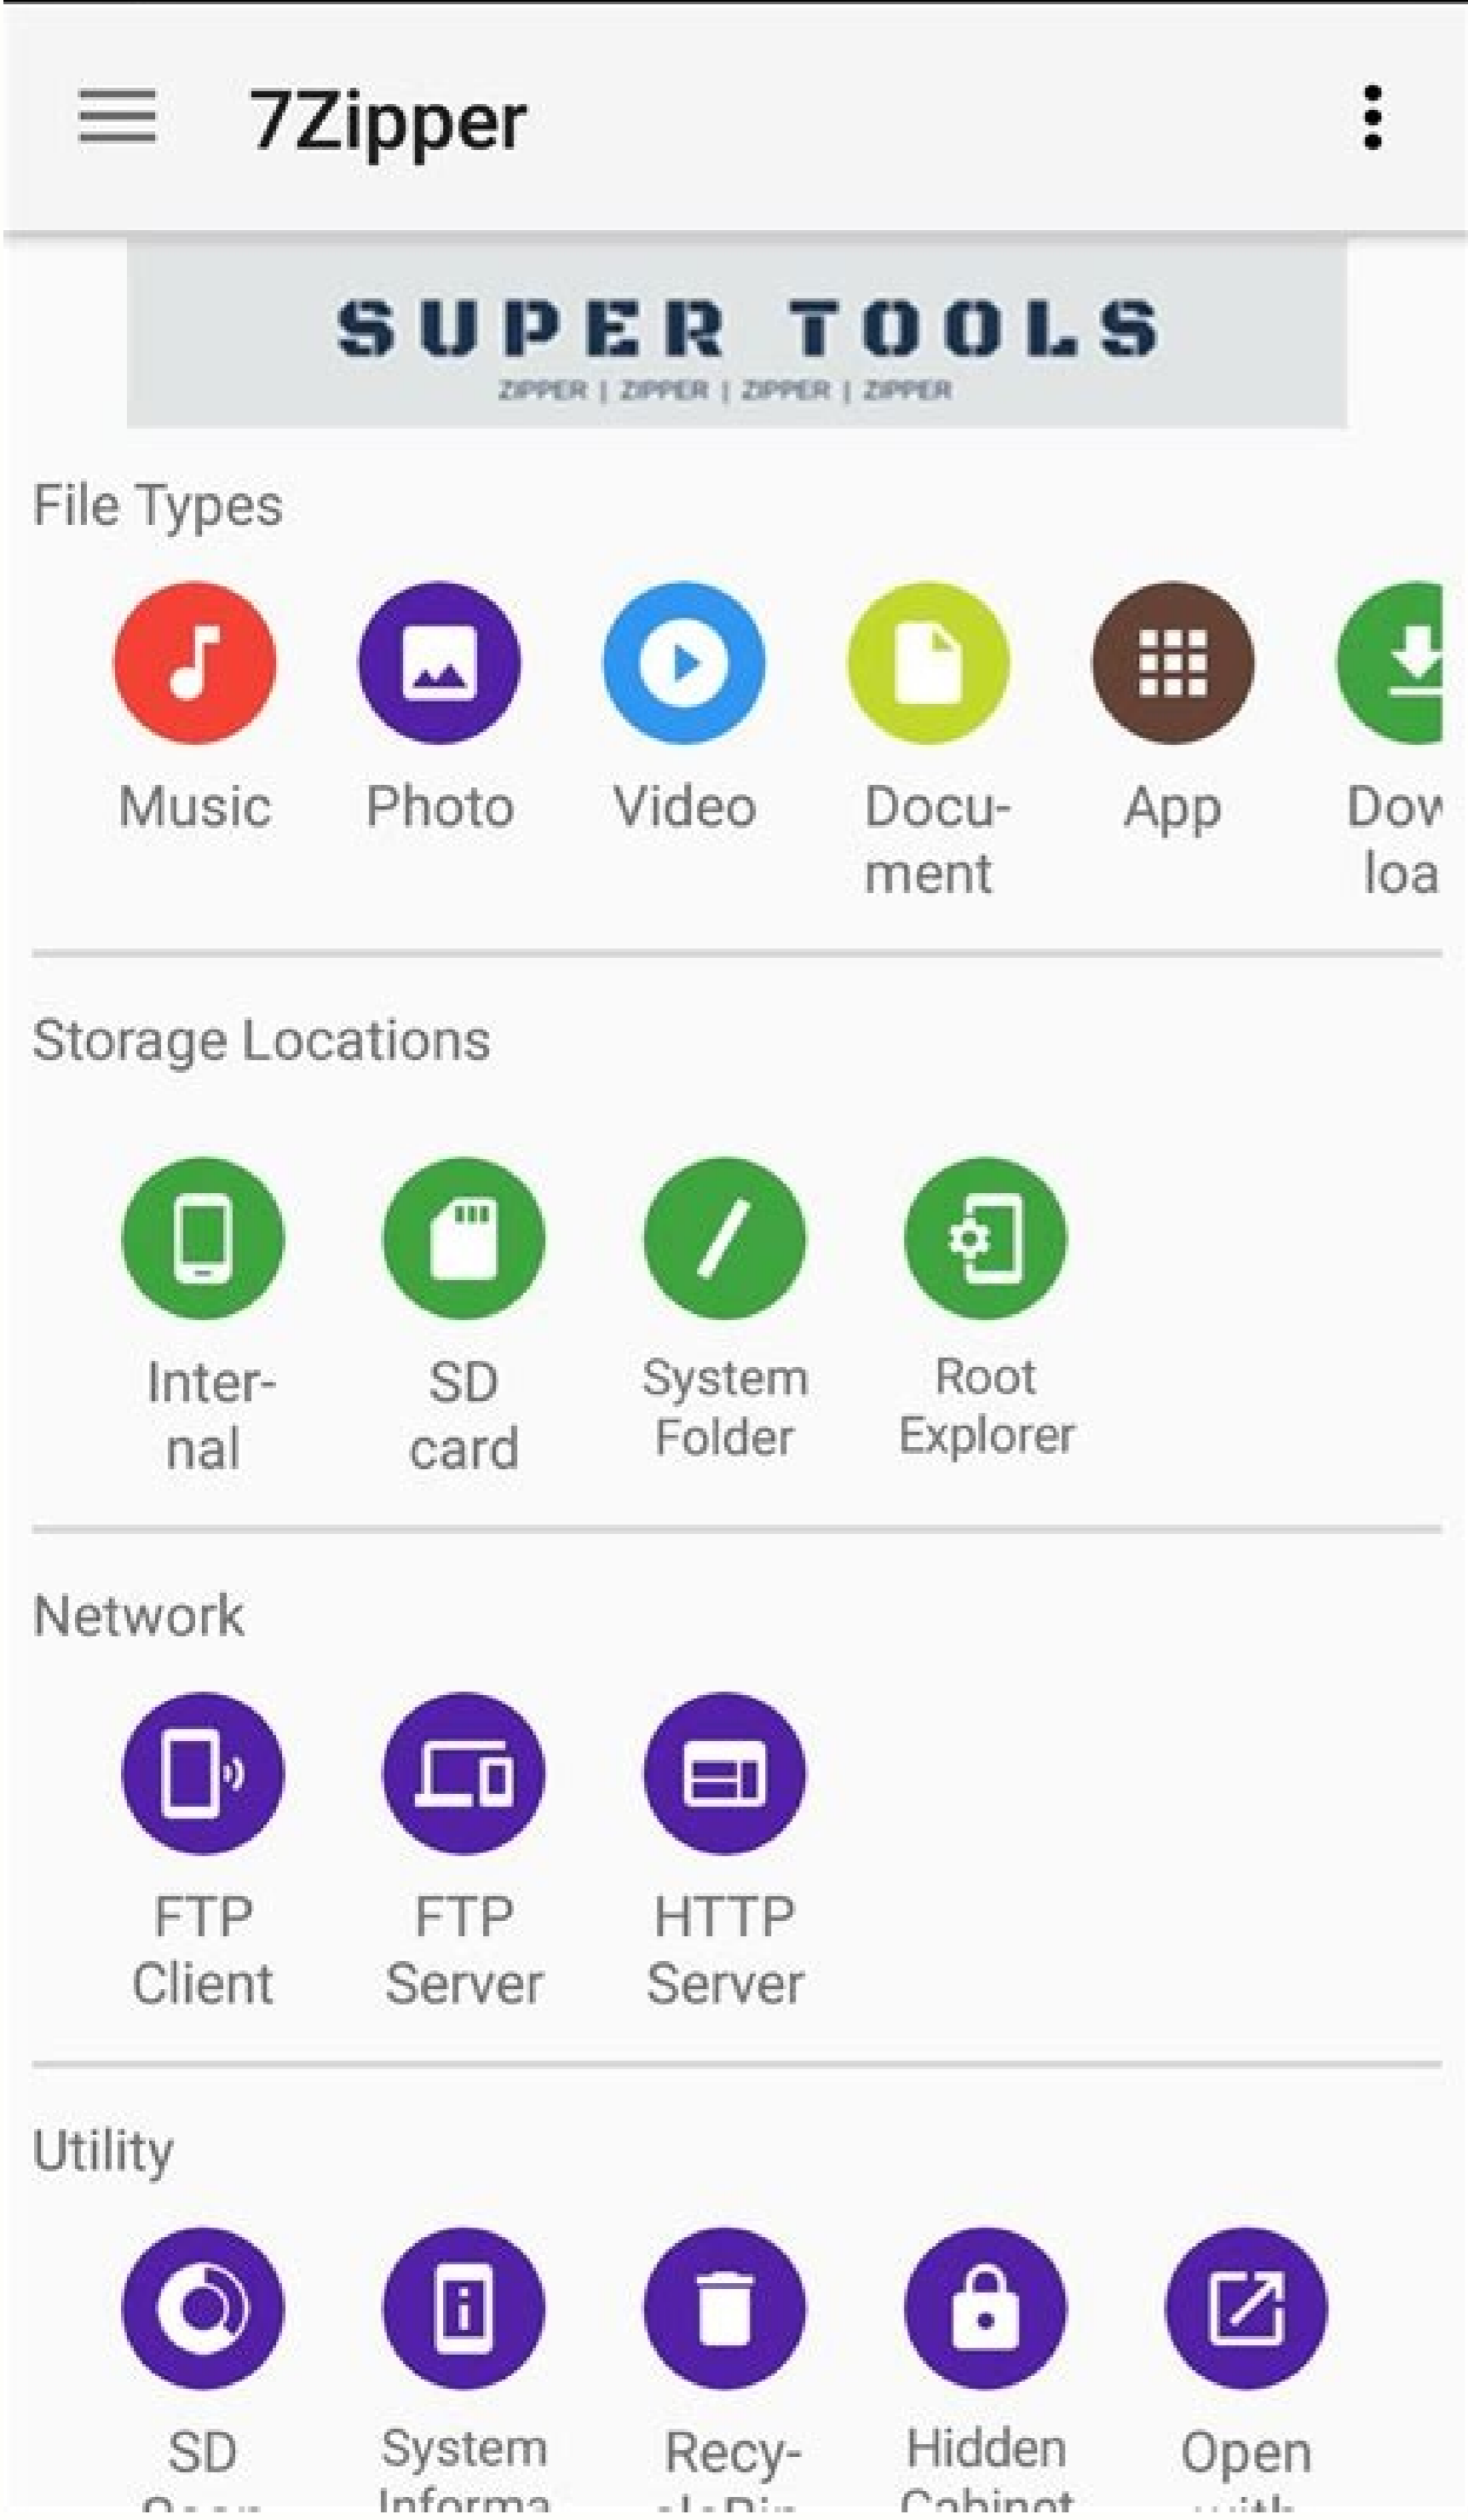 7Zipper
SUPER TOOLS
ZIPPER | ZIPPER | ZIPPER | ZIPPER
File Types
Music Photo Video Docu- App
ment
Storage Locations
Inter- SD System Root
nal card Folder Explorer
Network
FTP FTP HTTP
Client Server Server
Utility
SD System Recy- Hidden Open